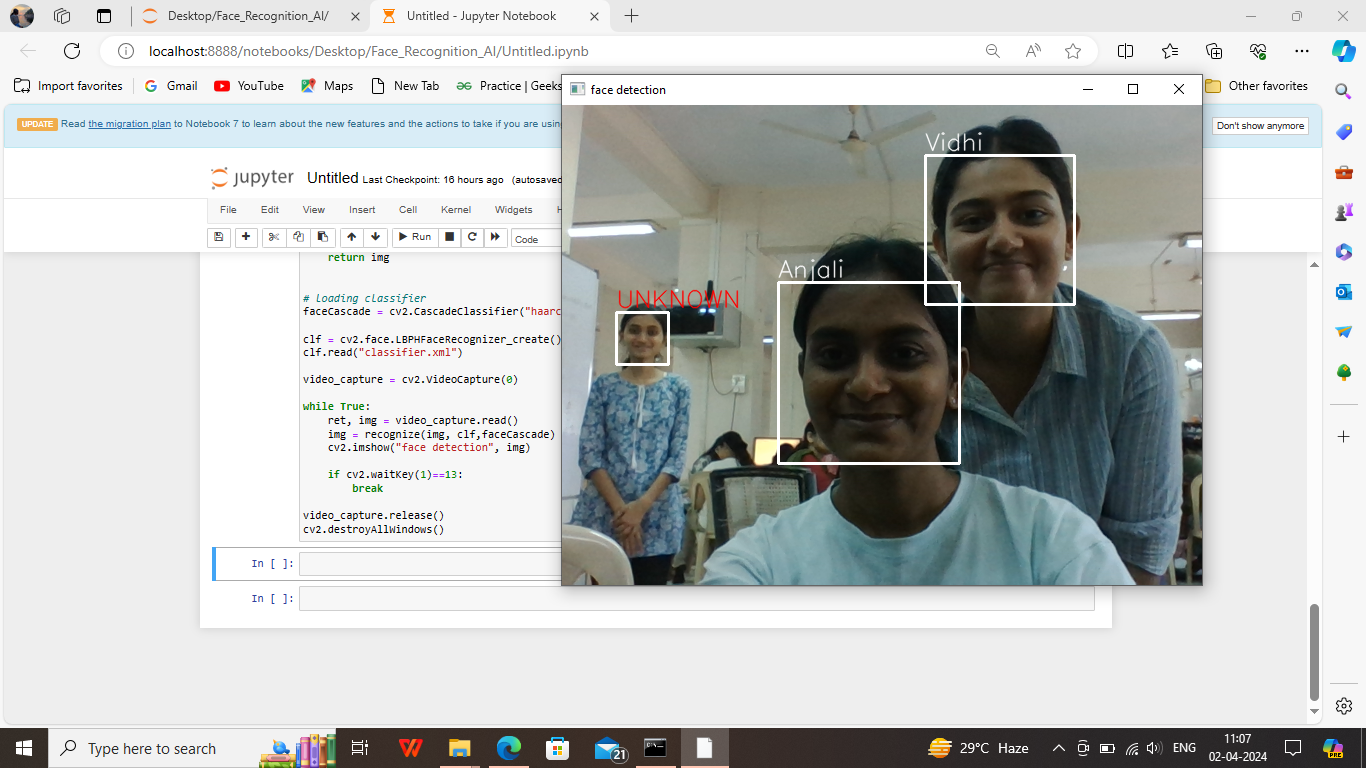 Desktop/Face_Recognition_AI/
Untitled - Jupyter Notebook
localhost:8888/notebooks/Desktop/Face_Recognition_AI/Untitled.ipynb
Import favorites
Gmail
YouTube
Maps
New Tab
Practice | Geeks
Other favorites
face detection
UPDATE Read the migration plan to Notebook 7 to learn about the new features and the actions to take if you are using
Don't show anymore
jupyter Untitled Last Checkpoint: 16 hours ago (autosaved
File Edit View Insert Cell Kernel Widgets H
Run
Code
return img
# loading classifier
faceCascade = cv2.CascadeClassifier("haarc
clf = cv2.face.LBPHFaceRecognizer_create()
clf.read("classifier.xml")
video_capture = cv2.VideoCapture(0)
while True:
ret, img = video_capture.read()
img = recognize(img, clf,faceCascade)
cv2.imshow("face detection", img)
if cv2.waitKey(1)==13:
break
video_capture.release()
cv2.destroyAllWindows()
In [ ]:
In [ ]:
Vidhi
Anjali
UNKNOWN
Type here to search
21
29°C Haze
ENG
11:07
02-04-2024
PRE